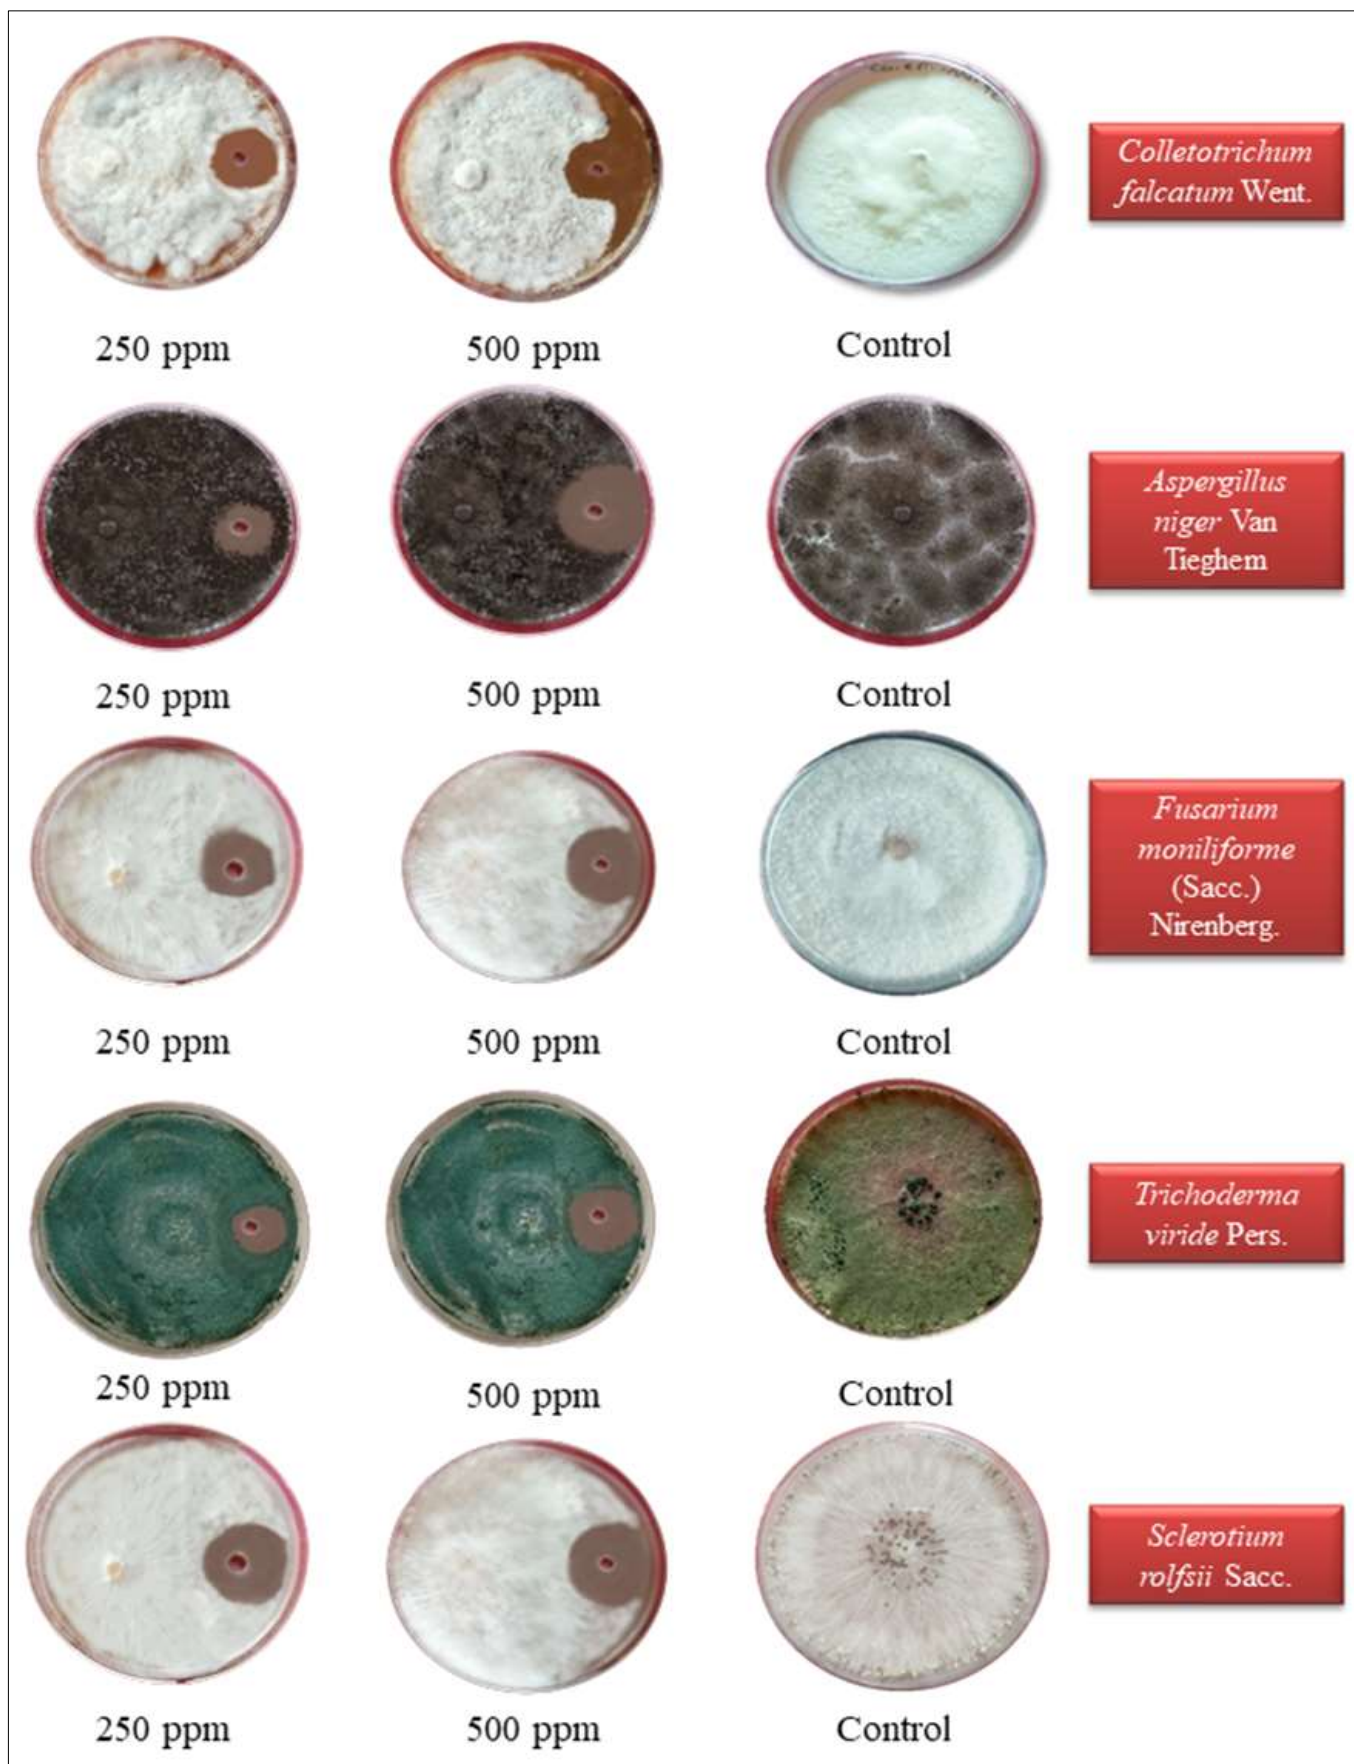 Colletotrichum
falcatum Went.
250 ppm
500 ppm
Control
Aspergillus
niger Van
Tieghem
250 ppm
500 ppm
Control
Fusarium
moniliforme
(Sacc.)
Nirenberg.
250 ppm
500 ppm
Control
Trichoderma
viride Pers.
250 ppm
500 ppm
Control
Sclerotium
rolfsii Sacc.
250 ppm
500 ppm
Control